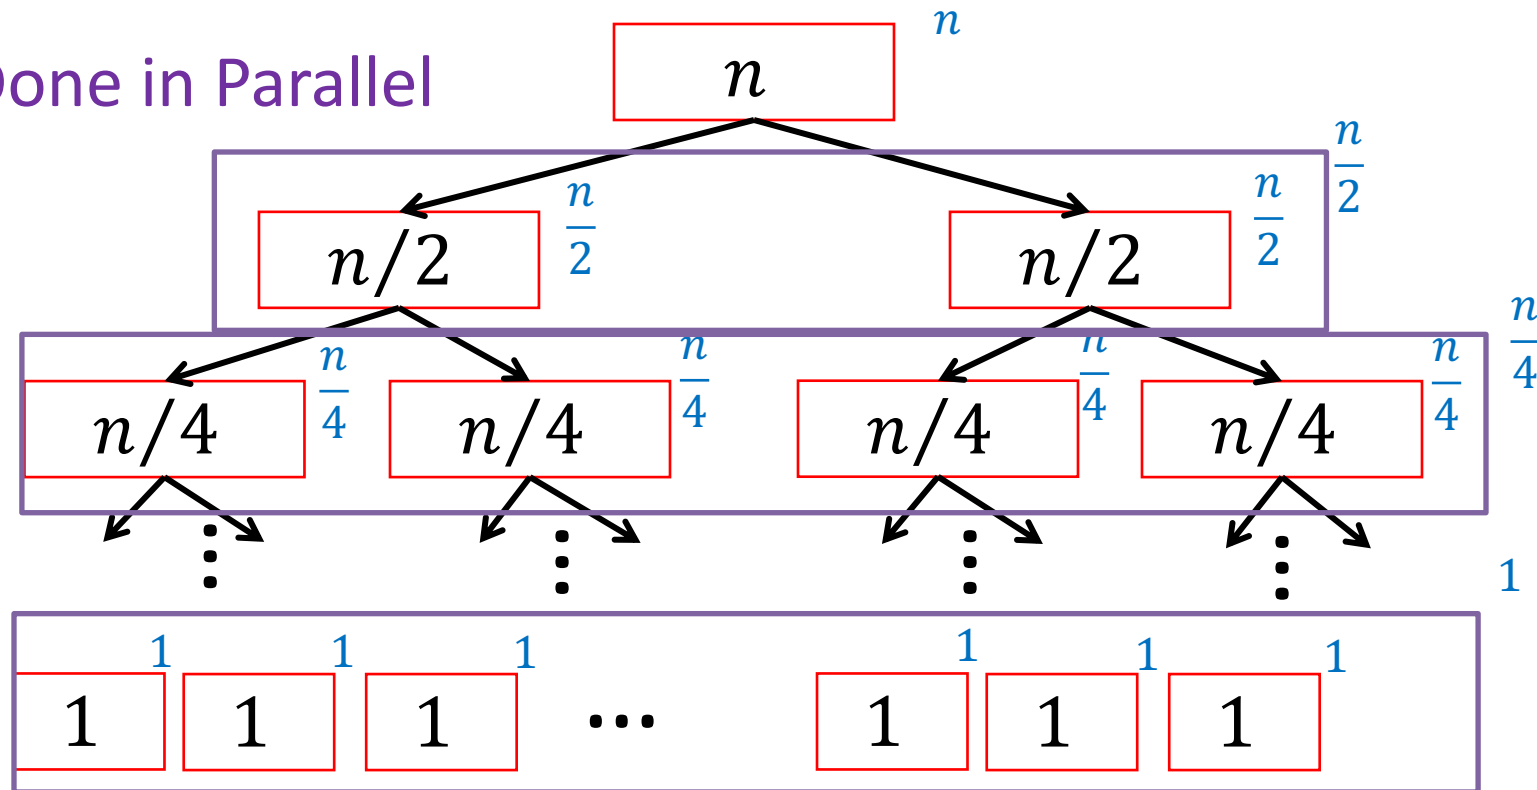 n
Done in Parallel
n
n/2
n/2
n/2
n/2
n/2
n/4
n/4
n/4
n/4
n/4
n/4
n/4
n/4
n/4
⋮ ⋮ ⋮ ⋮
1
1 1 1 1 1 1
1 1 1 … 1 1 1